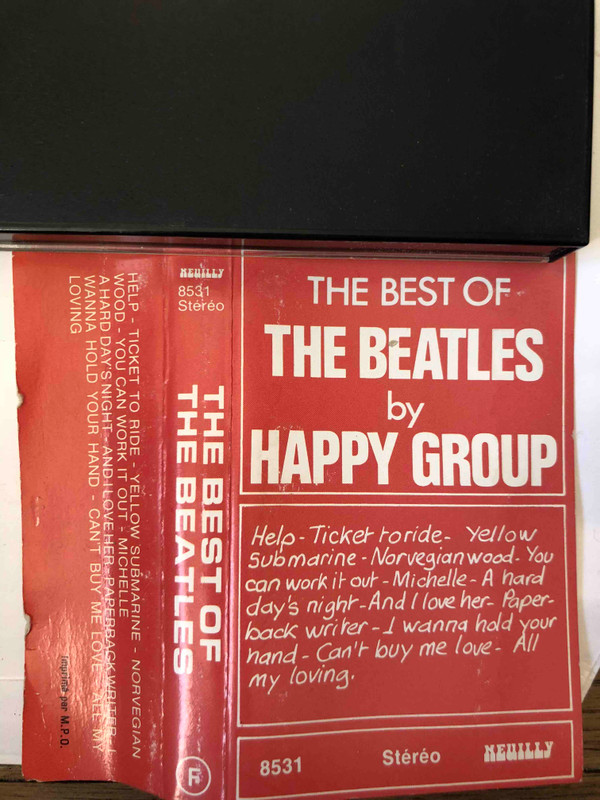 THE BEST OF
THE BEATLES
by
HAPPY GROUP
Help - Ticket to ride - Yellow
Submarine - Norvegian wood - You
can work it out - Michelle - A hard
day's night - And I love her - Paper-
back writer - I wanna hold your
hand - Can't buy me love - All
my loving.
8531 Stéréo NEUILLY
NEUILLY
8531
Stéréo
THE BEST OF
THE BEATLES
R
HELP - TICKET TO RIDE - YELLOW SUBMARINE - NORVEGIAN
WOOD - YOU CAN WORK IT OUT - MICHELLE
A HARD DAY'S NIGHT - AND I LOVE HER - PAPERBACK WRITER - I
WANNA HOLD YOUR HAND - CAN'T BUY ME LOVE - ALL MY
LOVING
Imprimé par M.P.O.